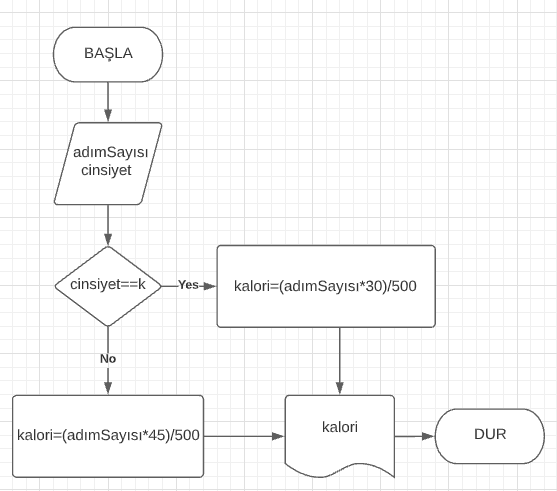 BAŞLA
adımSayısı
cinsiyet
cinsiyet==k
Yes
kalori=(adımSayısı*30)/500
No
kalori=(adımSayısı*45)/500
kalori
DUR